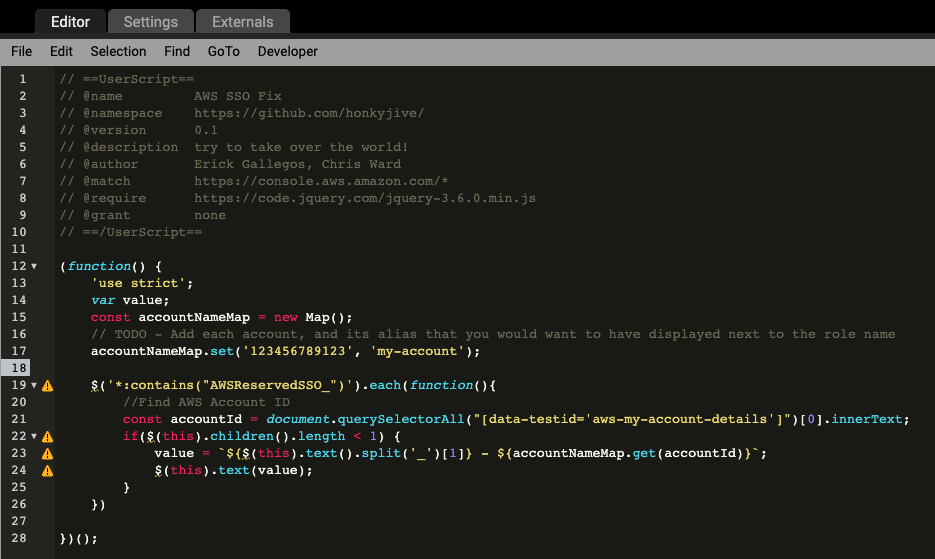 Editor Settings Externals
File Edit Selection Find GoTo Developer
1 // ==UserScript==
2 // @name         AWS SSO Fix
3 // @namespace    https://github.com/honkyjive/
4 // @version      0.1
5 // @description  try to take over the world!
6 // @author       Erick Gallegos, Chris Ward
7 // @match        https://console.aws.amazon.com/*
8 // @require      https://code.jquery.com/jquery-3.6.0.min.js
9 // @grant        none
10 // ==/UserScript==
11
12 (function() {
13     'use strict';
14     var value;
15     const accountNameMap = new Map();
16     // TODO - Add each account, and its alias that you would want to have displayed next to the role name
17     accountNameMap.set('123456789123', 'my-account');
18
19     $('*:contains("AWSReservedSSO_")').each(function(){
20         //Find AWS Account ID
21         const accountId = document.querySelectorAll("[data-testid='aws-my-account-details']")[0].innerText;
22         if($(this).children().length < 1) {
23             value = `${$(this).text().split('_')[1]} - ${accountNameMap.get(accountId)}`;
24             $(this).text(value);
25         }
26     })
27
28 })();